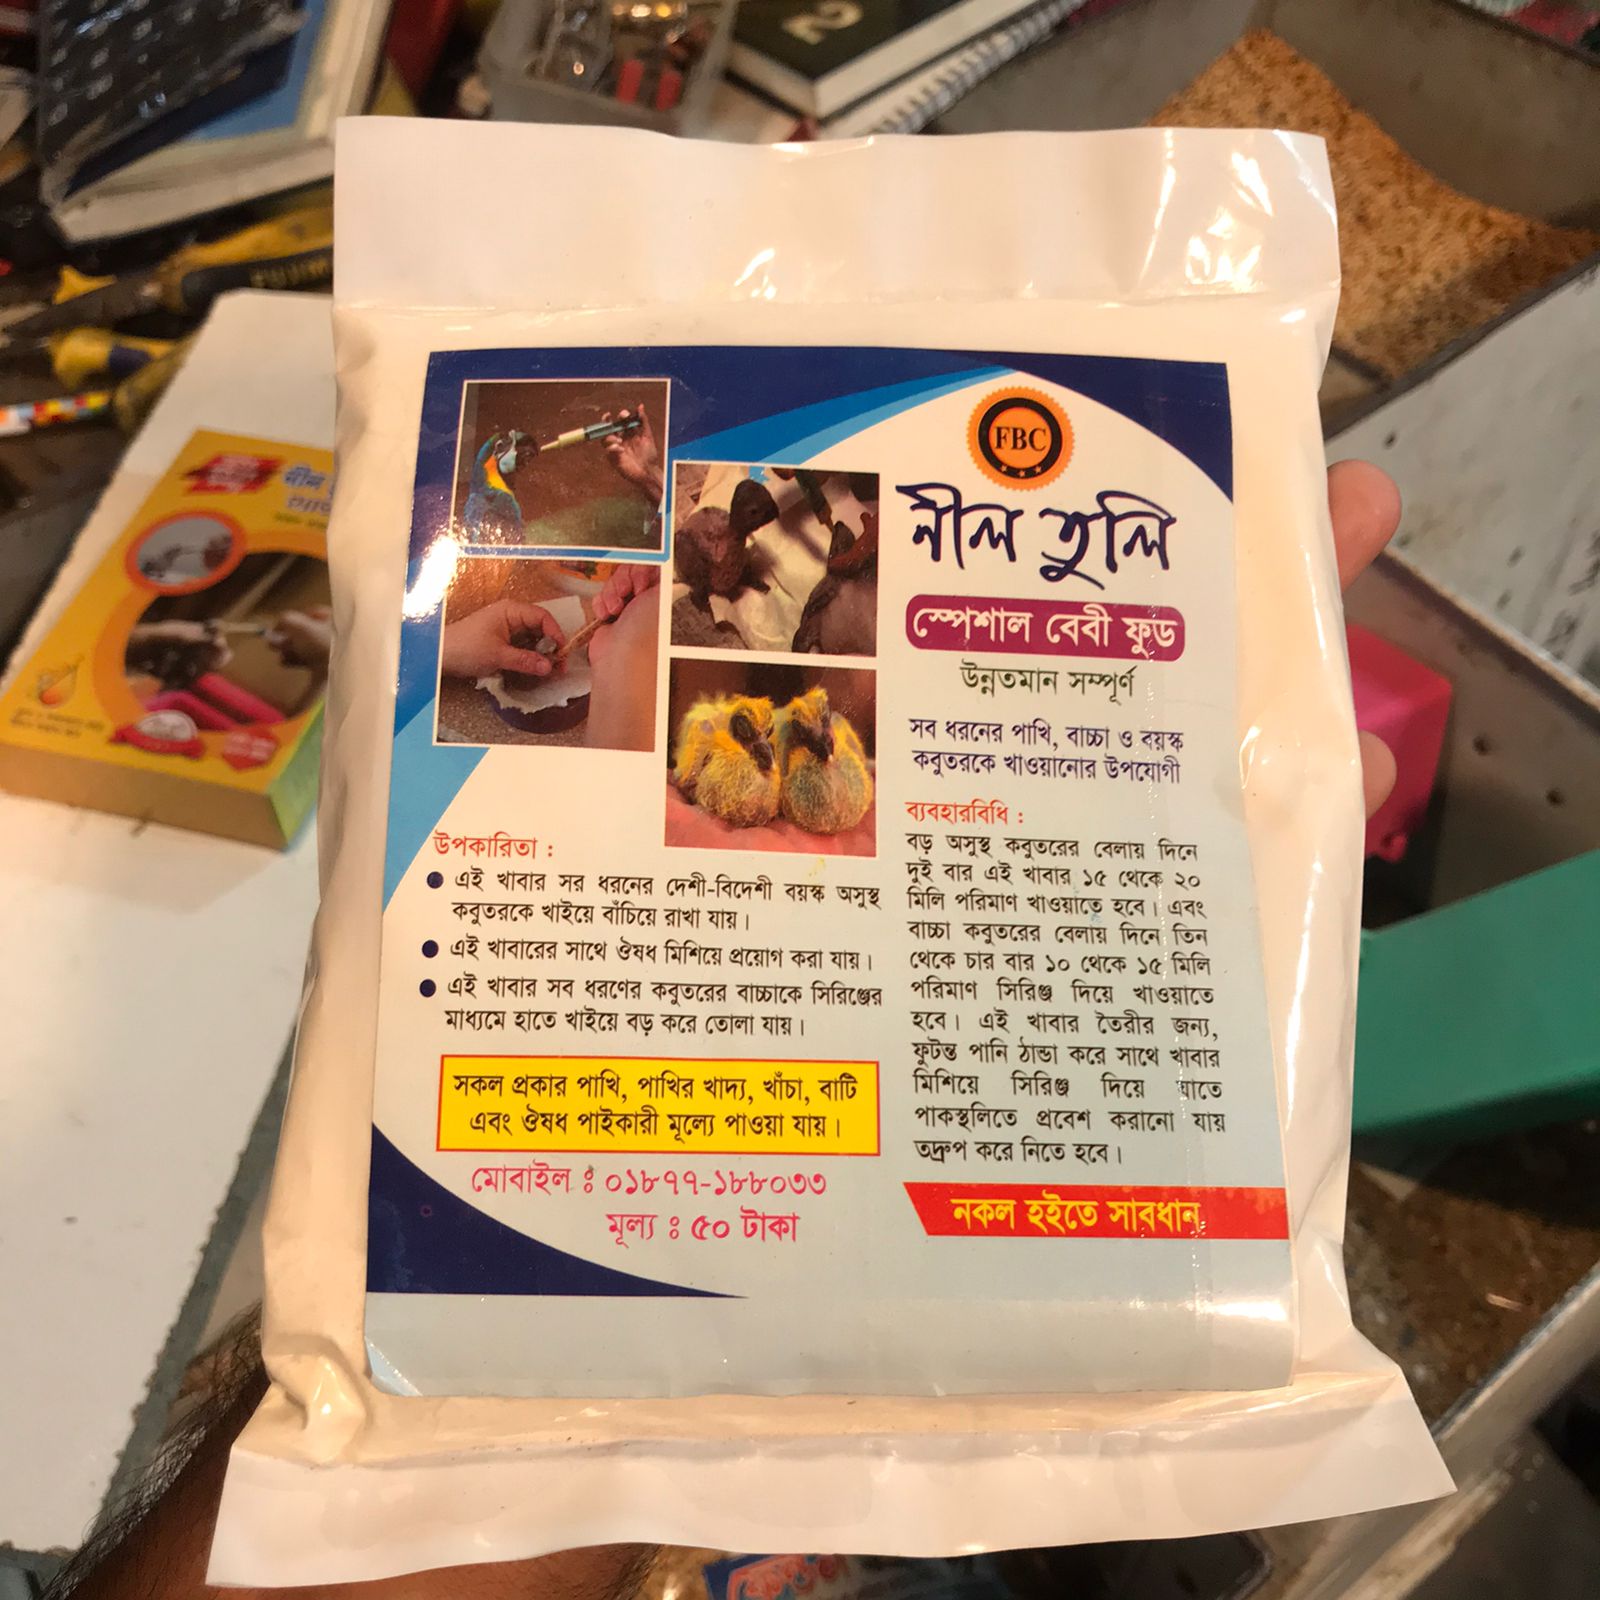 FBC
নীল তুলি
স্পেশাল বেবী ফুড
উন্নতমান সম্পূর্ণ
সব ধরনের পাখি, বাচ্চা ও বয়স্ক
কবুতরকে খাওয়ানোর উপযোগী
ব্যবহারবিধি :
বড় অসুস্থ কবুতরের বেলায় দিনে
দুই বার এই খাবার ১৫ থেকে ২০
মিলি পরিমাণ খাওয়াতে হবে। এবং
বাচ্চা কবুতরের বেলায় দিনে তিন
থেকে চার বার ১০ থেকে ১৫ মিলি
পরিমাণ সিরিঞ্জ দিয়ে খাওয়াতে
হবে। এই খাবার তৈরীর জন্য,
ফুটন্ত পানি ঠান্ডা করে সাথে খাবার
মিশিয়ে সিরিঞ্জ দিয়ে যাতে
পাকস্থলিতে প্রবেশ করানো যায়
তদ্রুপ করে নিতে হবে।
নকল হইতে সাবধান
উপকারিতা :
এই খাবার সর ধরনের দেশী-বিদেশী বয়স্ক অসুস্থ
কবুতরকে খাইয়ে বাঁচিয়ে রাখা যায়।
এই খাবারের সাথে ঔষধ মিশিয়ে প্রয়োগ করা যায়।
এই খাবার সব ধরণের কবুতরের বাচ্চাকে সিরিঞ্জের
মাধ্যমে হাতে খাইয়ে বড় করে তোলা যায়।
সকল প্রকার পাখি, পাখির খাদ্য, খাঁচা, বাটি
এবং ঔষধ পাইকারী মূল্যে পাওয়া যায়।
মোবাইল : ০১৮৭৭-১৮৮০৩৩
মূল্য : ৫০ টাকা
নীল
2